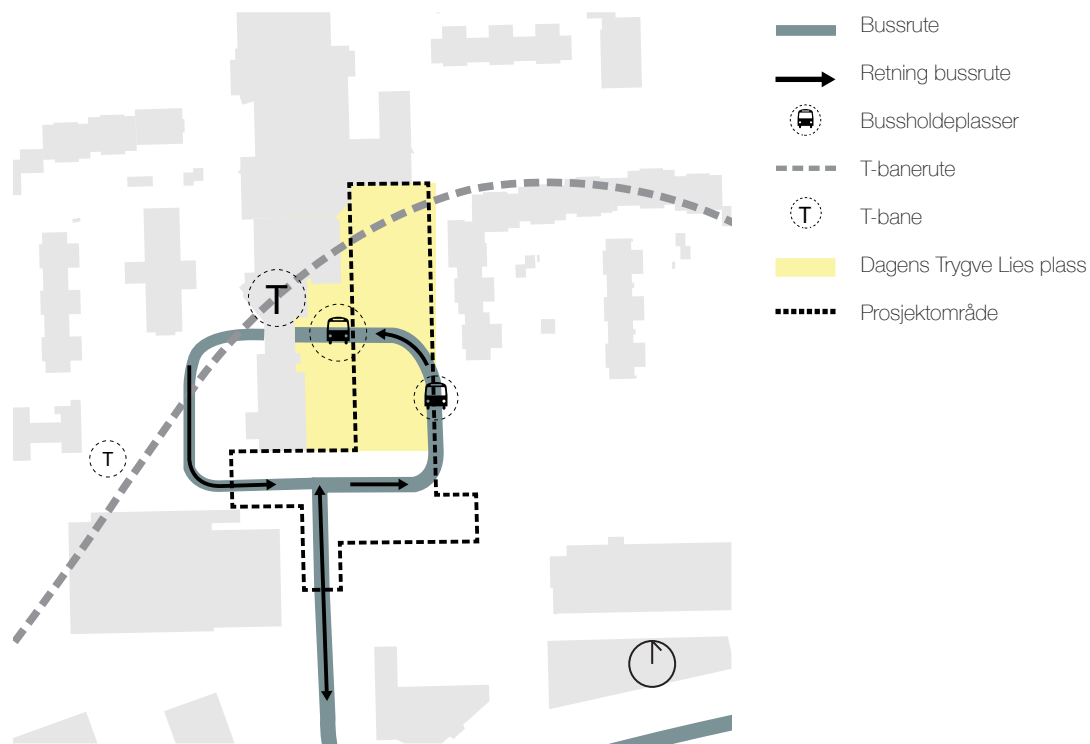 Bussrute
Retning bussrute
T
Bussholdeplasser
T-banerute
T
T-bane
Dagens Trygve Lies plass
Prosjektområde
T